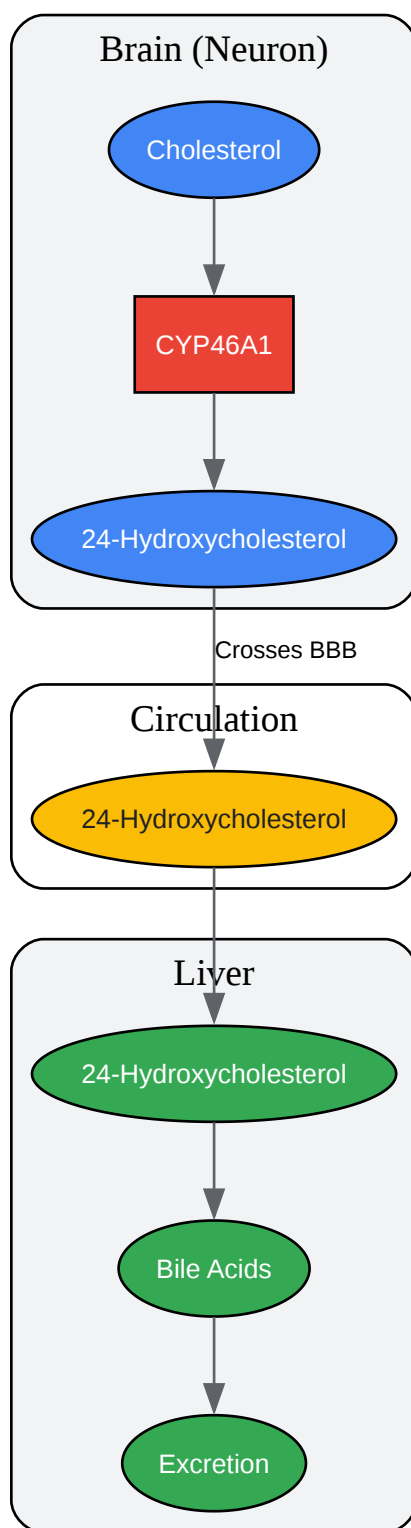 Brain (Neuron)
Cholesterol
CYP46A1
24-Hydroxycholesterol
Crosses BBB
Circulation
24-Hydroxycholesterol
Liver
24-Hydroxycholesterol
Bile Acids
Excretion